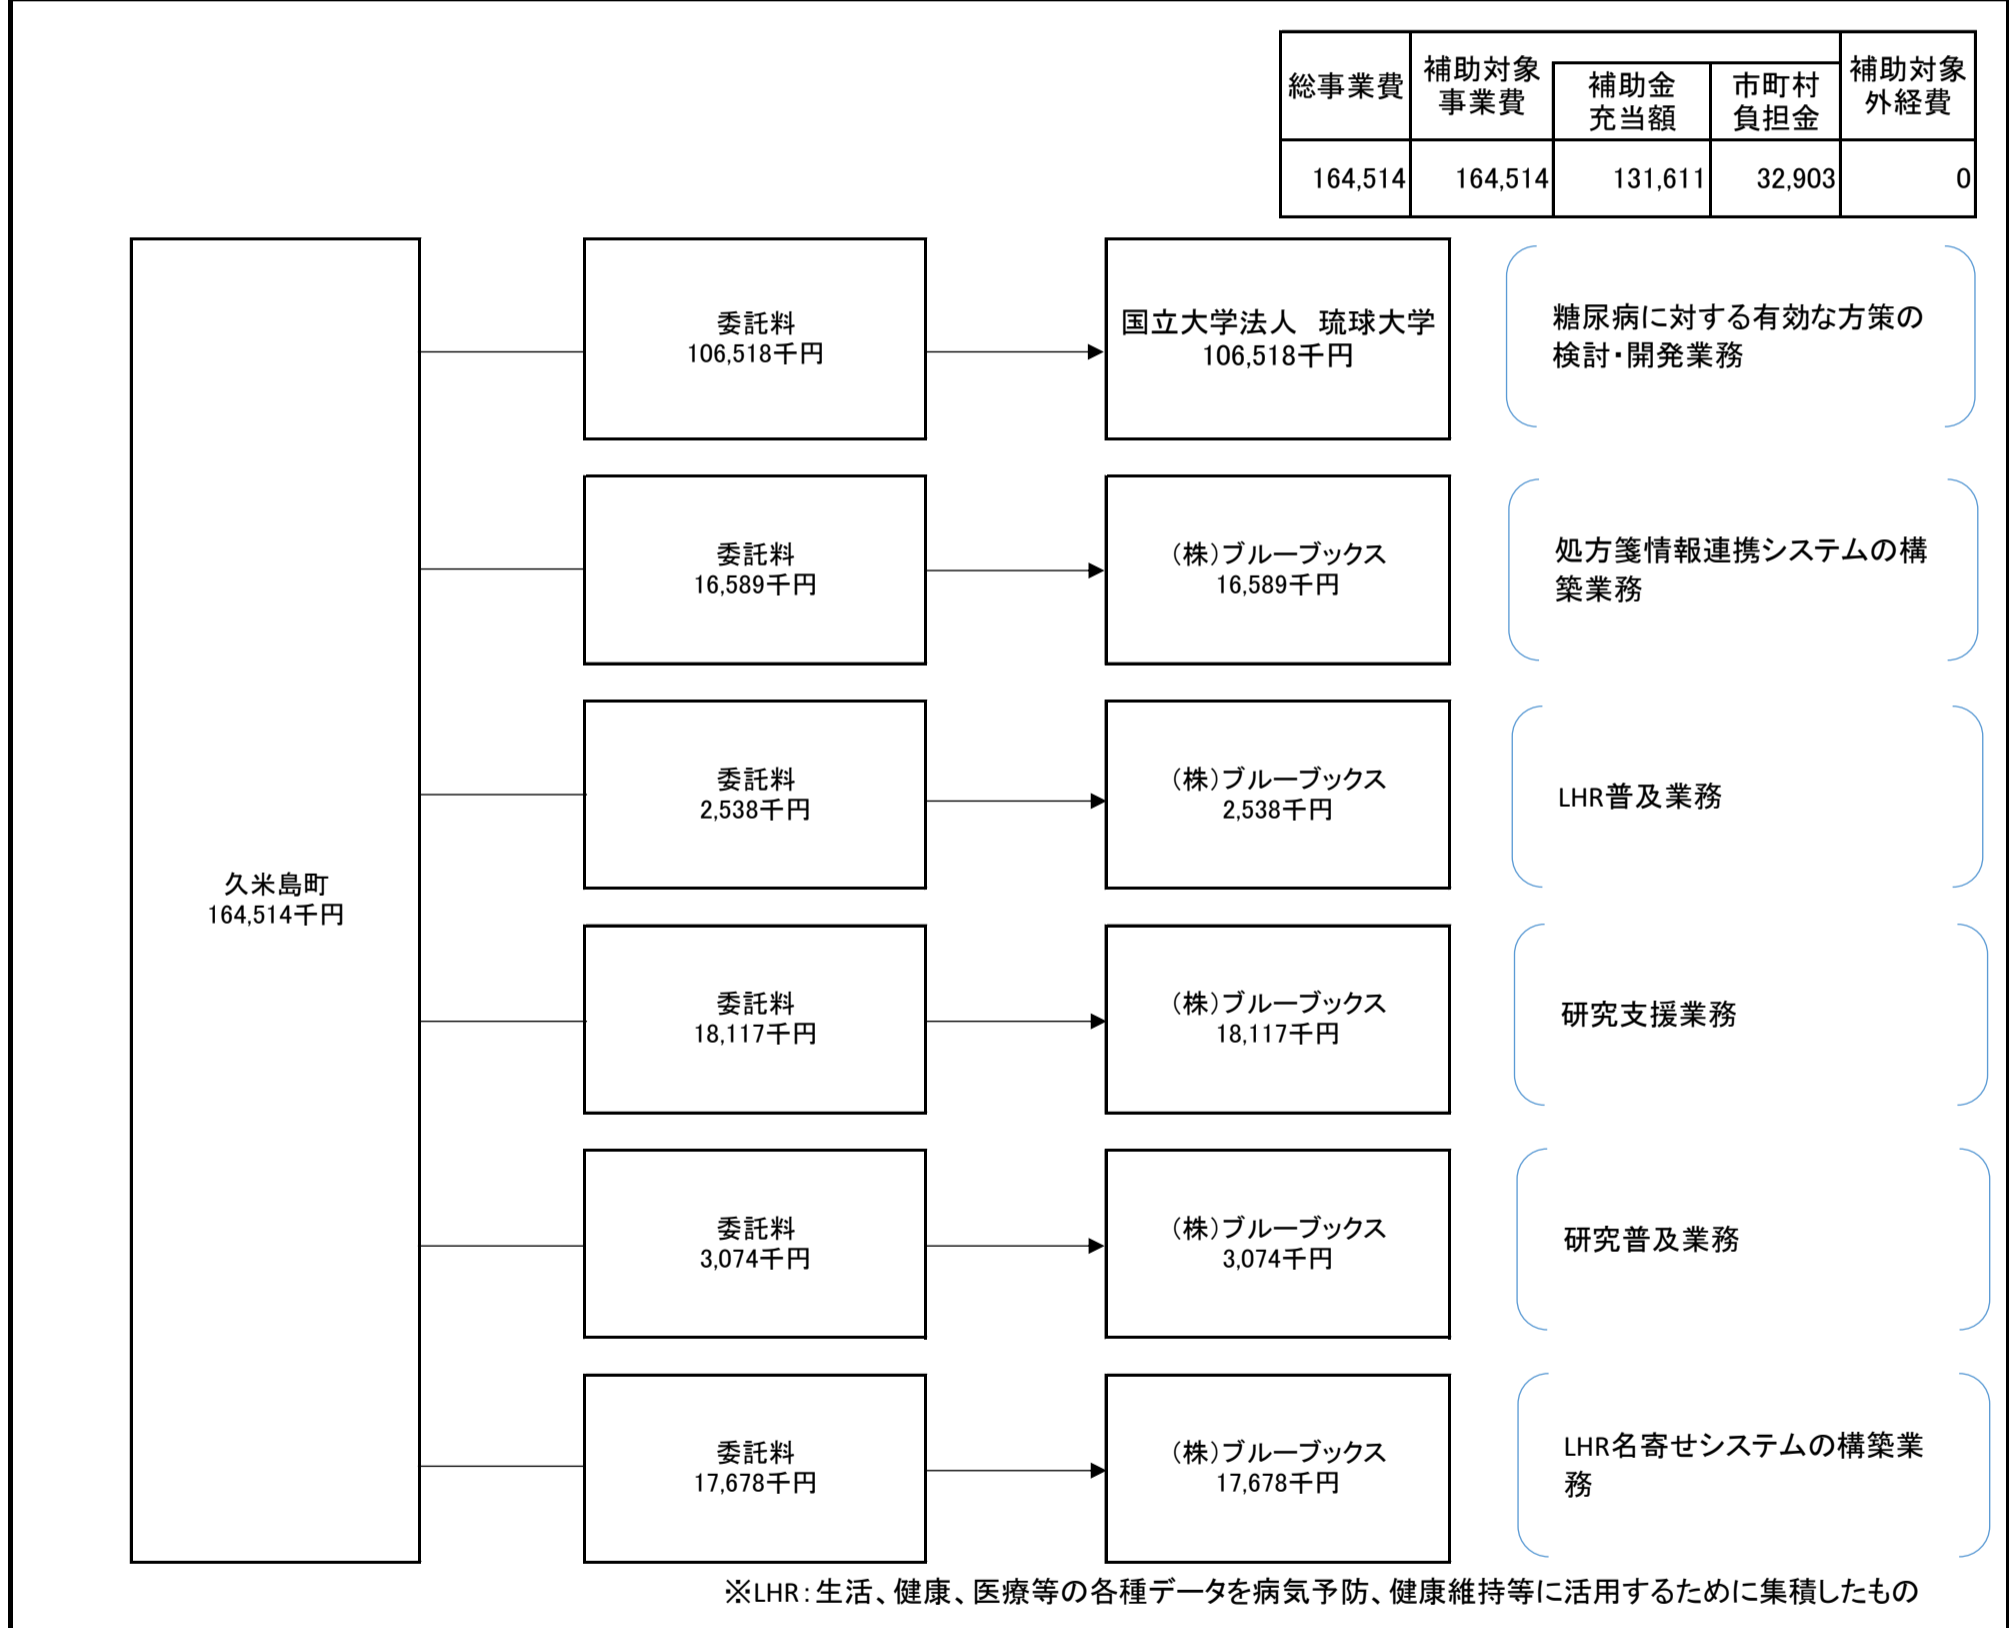 総事業費
補助対象
事業費
補助金
充当額
市町村
負担金
補助対象
外経費
164,514
164,514
131,611
32,903
0
久米島町
164,514千円
委託料
106,518千円
国立大学法人　琉球大学
106,518千円
糖尿病に対する有効な方策の
検討・開発業務
委託料
16,589千円
（株）ブルーブックス
16,589千円
処方箋情報連携システムの構
築業務
委託料
2,538千円
（株）ブルーブックス
2,538千円
LHR普及業務
委託料
18,117千円
（株）ブルーブックス
18,117千円
研究支援業務
委託料
3,074千円
（株）ブルーブックス
3,074千円
研究普及業務
委託料
17,678千円
（株）ブルーブックス
17,678千円
LHR名寄せシステムの構築業
務
※LHR：生活、健康、医療等の各種データを病気予防、健康維持等に活用するために集積したもの